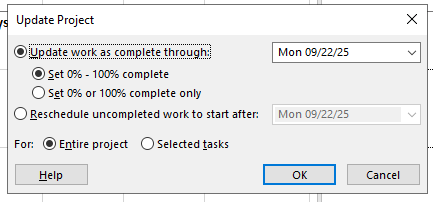 Update Project
Update work as complete through: Mon 09/22/25
Set 0% - 100% complete
Set 0% or 100% complete only
Reschedule uncompleted work to start after: Mon 09/22/25
For: Entire project Selected tasks
Help OK Cancel